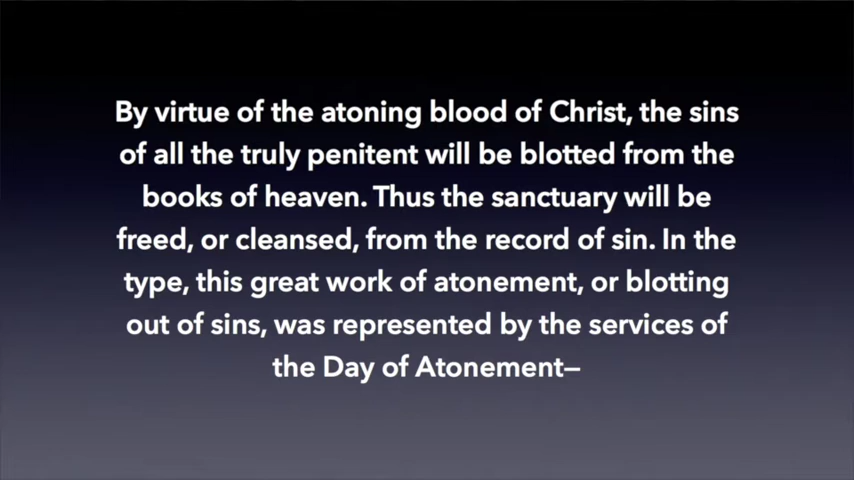 By virtue of the atoning blood of Christ, the sins
of all the truly penitent will be blotted from the
books of heaven. Thus the sanctuary will be
freed, or cleansed, from the record of sin. In the
type, this great work of atonement, or blotting
out of sins, was represented by the services of
the Day of Atonement—